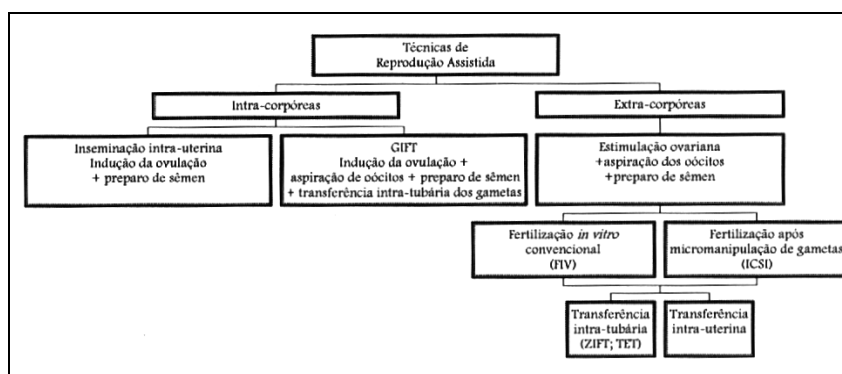 Técnicas de
Reprodução Assistida
Intra-corpóreas
Extra-corpóreas
Inseminação intra-uterina
Indução da ovulação
+ preparo de sêmen
GIFT
Indução da ovulação +
aspiração de oócitos + preparo de sêmen
+ transferência intra-tubária dos gametas
Estimulação ovariana
+aspiração dos oócitos
+preparo de sêmen
Fertilização in vitro
convencional
(FIV)
Fertilização após
micromanipulação de gametas
(ICSI)
Transferência
intra-tubária
(ZIFT; TET)
Transferência
intra-uterina